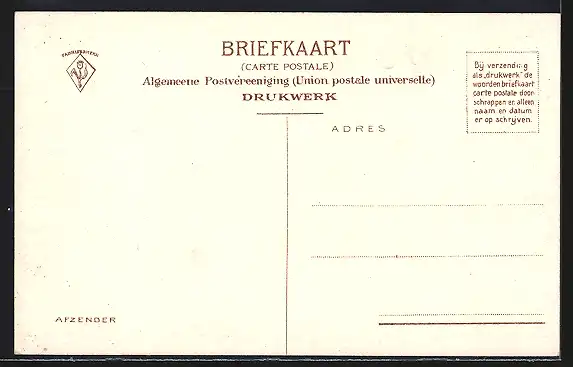 FABRIEKSMERK
BRIEFKAART
(CARTE POSTALE)
Algemeene Postvereeniging (Union postale universelle)
DRUKWERK
Bij verzending
als „drukwerk" de
woorden briefkaart
carte postale door-
schrappen en alleen
naam en datum
er op schrijven.
ADRES
AFZENDER